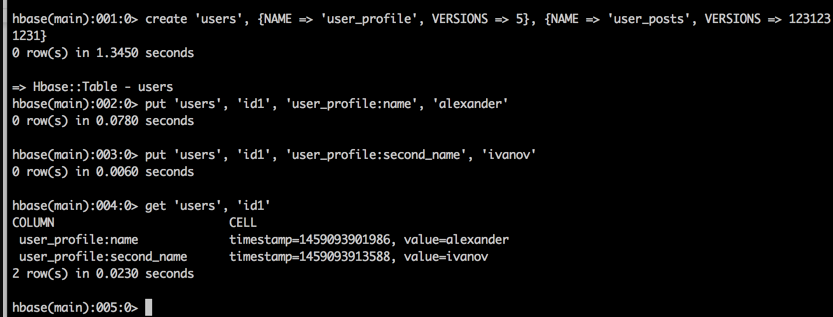 hbase(main):001:0> create 'users', {NAME => 'user_profile', VERSIONS => 5}, {NAME => 'user_posts', VERSIONS => 123123
1231}
0 row(s) in 1.3450 seconds
=> Hbase::Table - users
hbase(main):002:0> put 'users', 'id1', 'user_profile:name', 'alexander'
0 row(s) in 0.0780 seconds
hbase(main):003:0> put 'users', 'id1', 'user_profile:second_name', 'ivanov'
0 row(s) in 0.0060 seconds
hbase(main):004:0> get 'users', 'id1'
COLUMN CELL
user_profile:name timestamp=1459093901986, value=alexander
user_profile:second_name timestamp=1459093913588, value=ivanov
2 row(s) in 0.0230 seconds
hbase(main):005:0>